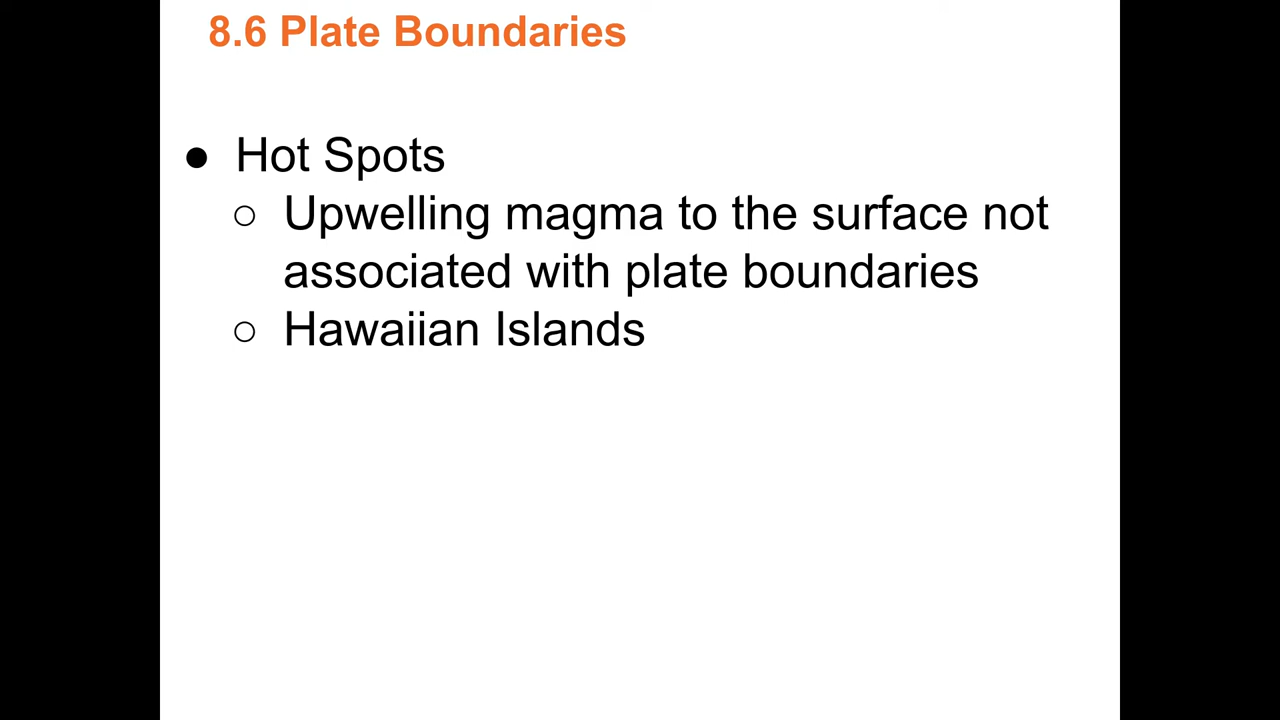 8.6 Plate Boundaries
● Hot Spots
○ Upwelling magma to the surface not
associated with plate boundaries
○ Hawaiian Islands